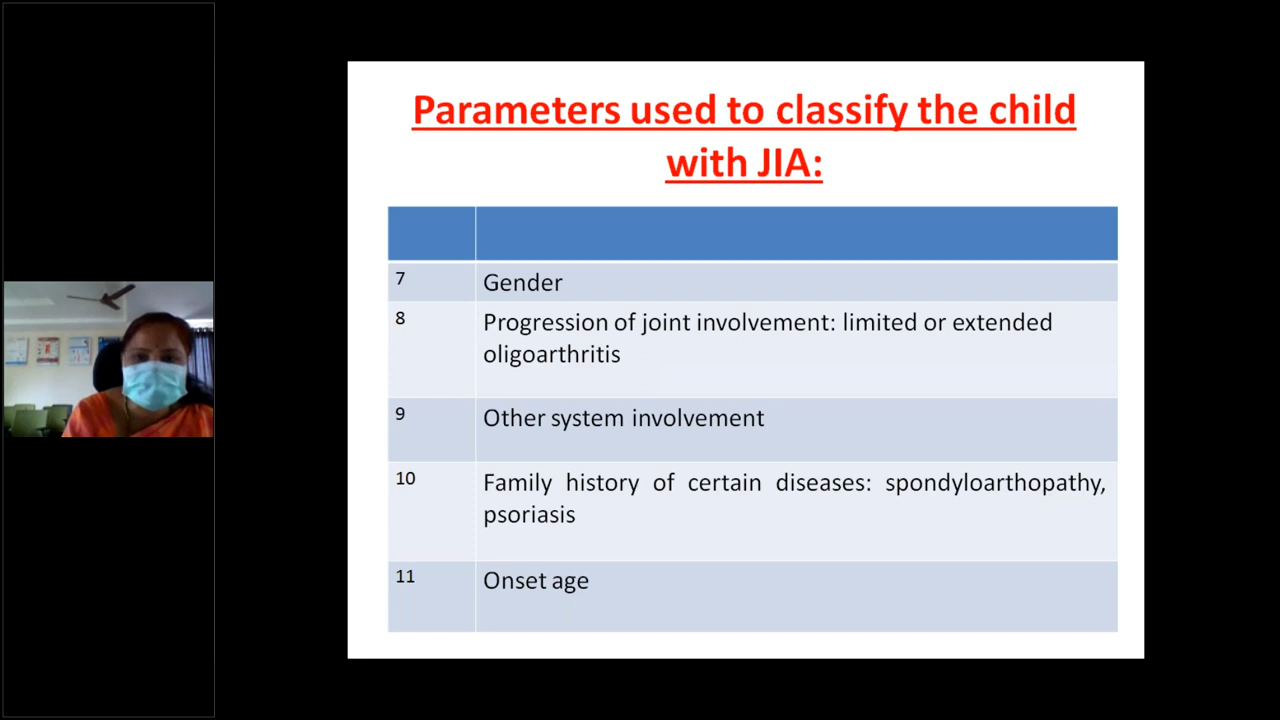 Parameters used to classify the child
with JIA:
7 Gender
8 Progression of joint involvement: limited or extended
oligoarthritis
9 Other system involvement
10 Family history of certain diseases: spondyloarthopathy,
psoriasis
11 Onset age